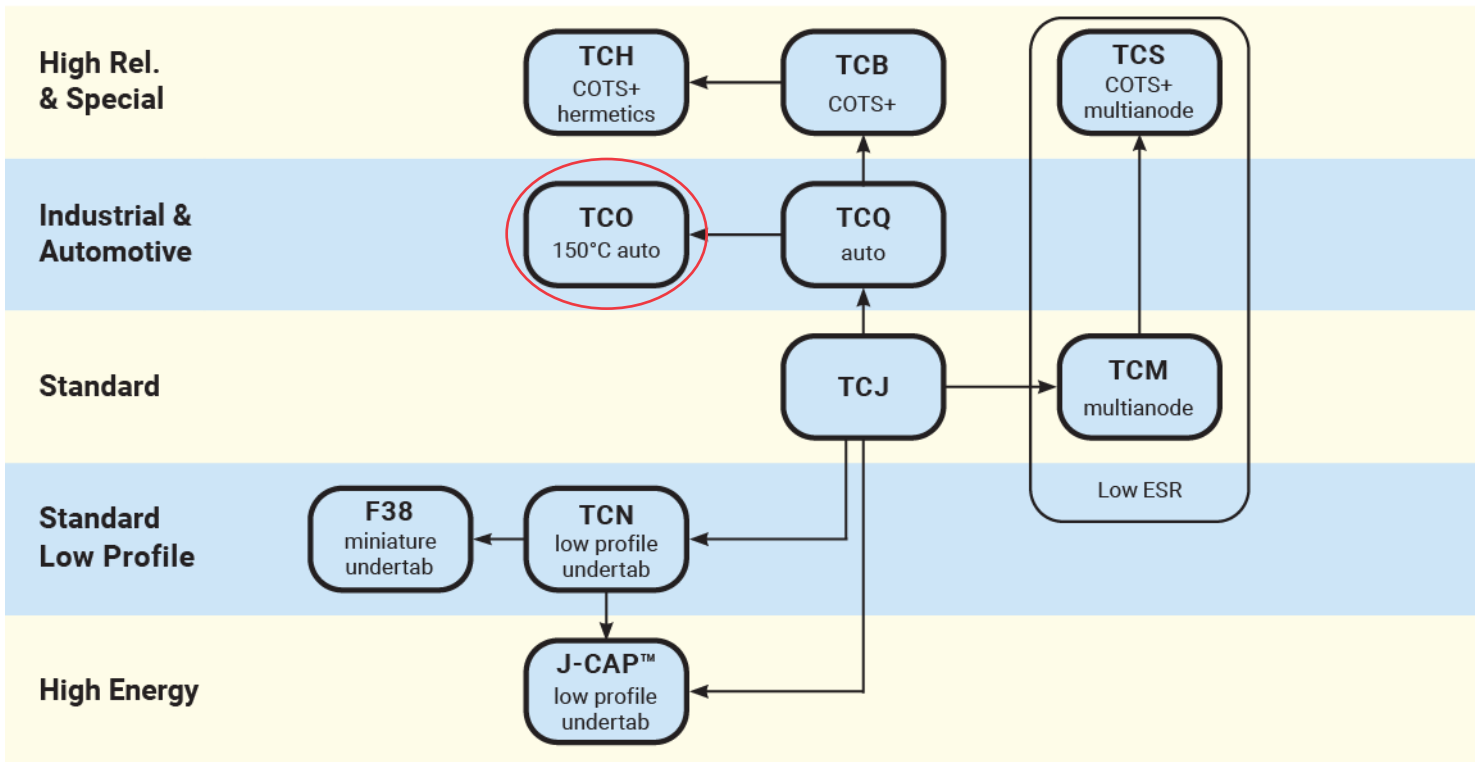 High Rel.
& Special
TCH
COTS+
hermetics
TCB
COTS+
TCS
COTS+
multianode
Industrial &
Automotive
TCO
150°C auto
TCQ
auto
Standard
TCJ
TCM
multianode
Low ESR
Standard
Low Profile
F38
miniature
undertab
TCN
low profile
undertab
High Energy
J-CAP™
low profile
undertab